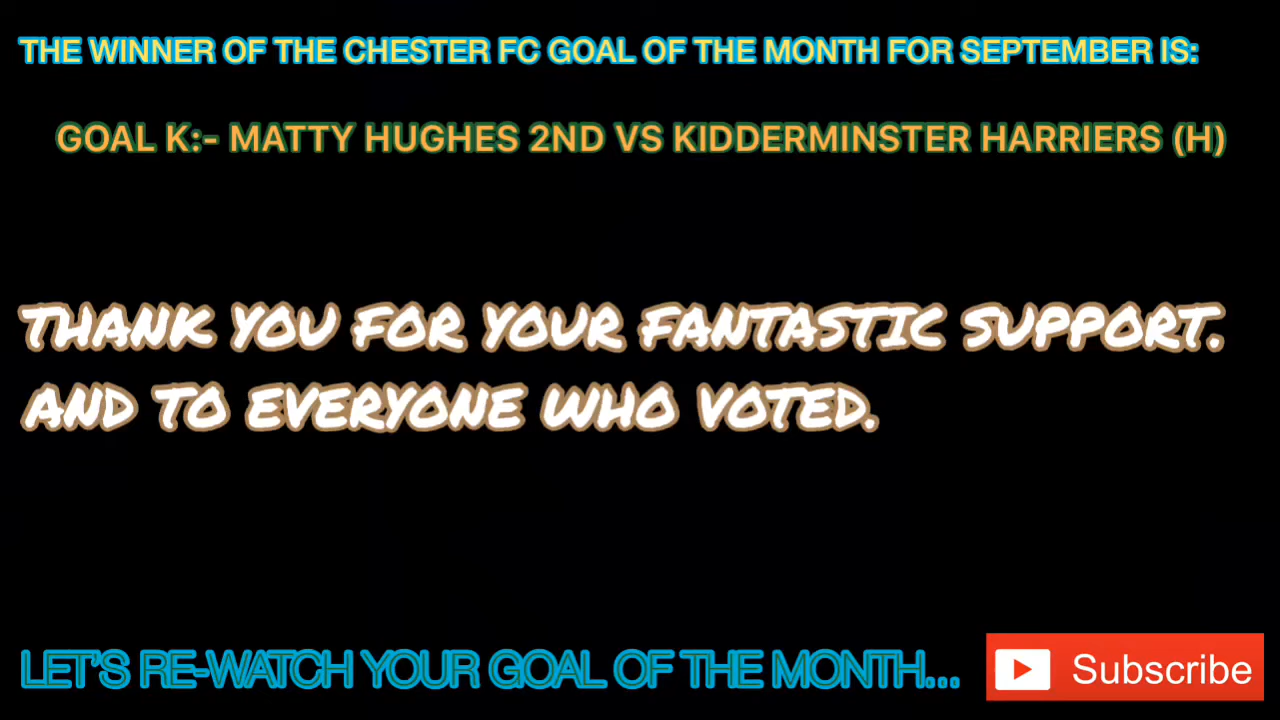 THE WINNER OF THE CHESTER FC GOAL OF THE MONTH FOR SEPTEMBER IS:
GOAL K:- MATTY HUGHES 2ND VS KIDDERMINSTER HARRIERS (H)
THANK YOU FOR YOUR FANTASTIC SUPPORT.
AND TO EVERYONE WHO VOTED.
LET'S RE-WATCH YOUR GOAL OF THE MONTH...
Subscribe